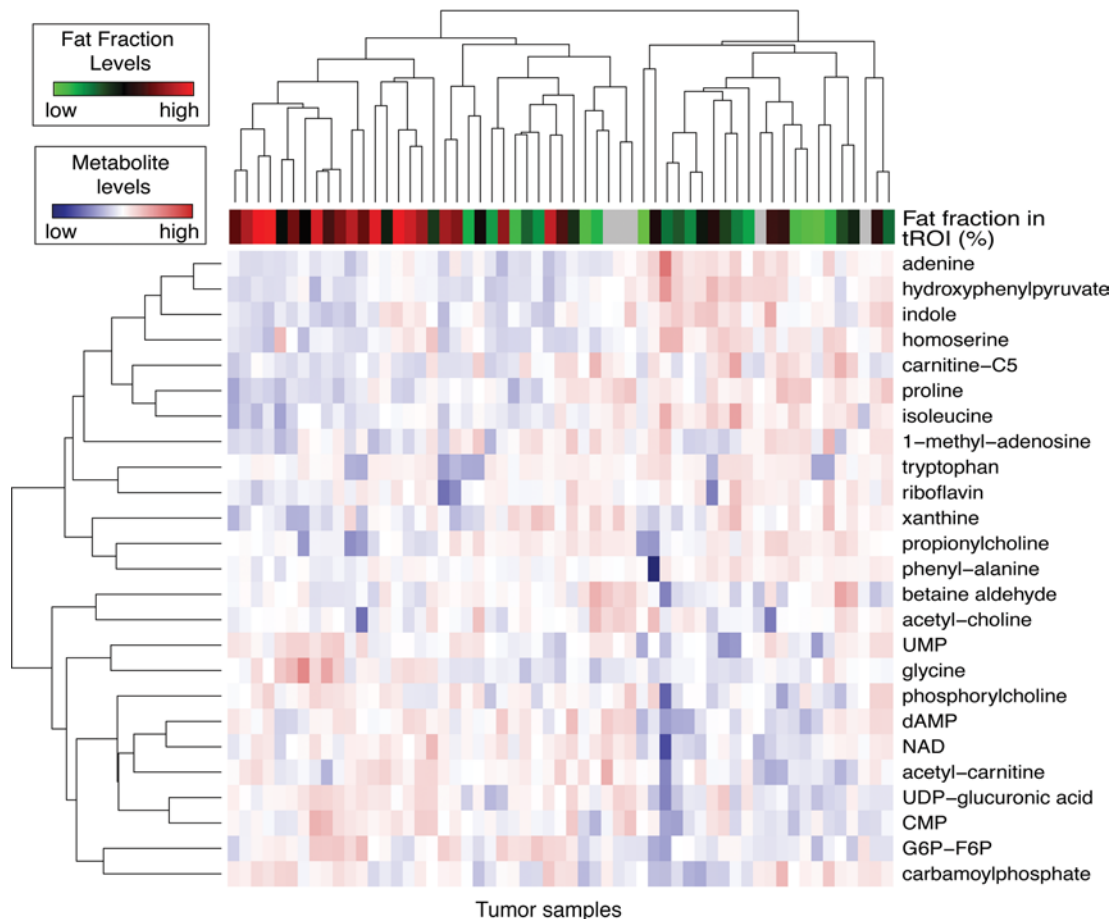 Fat Fraction
Levels
low high
Metabolite
levels
low high
Fat fraction in
tROI (%)
adenine
hydroxyphenylpyruvate
indole
homoserine
carnitine−C5
proline
isoleucine
1−methyl−adenosine
tryptophan
riboflavin
xanthine
propionylcholine
phenyl−alanine
betaine aldehyde
acetyl−choline
UMP
glycine
phosphorylcholine
dAMP
NAD
acetyl−carnitine
UDP−glucuronic acid
CMP
G6P−F6P
carbamoylphosphate
Tumor samples